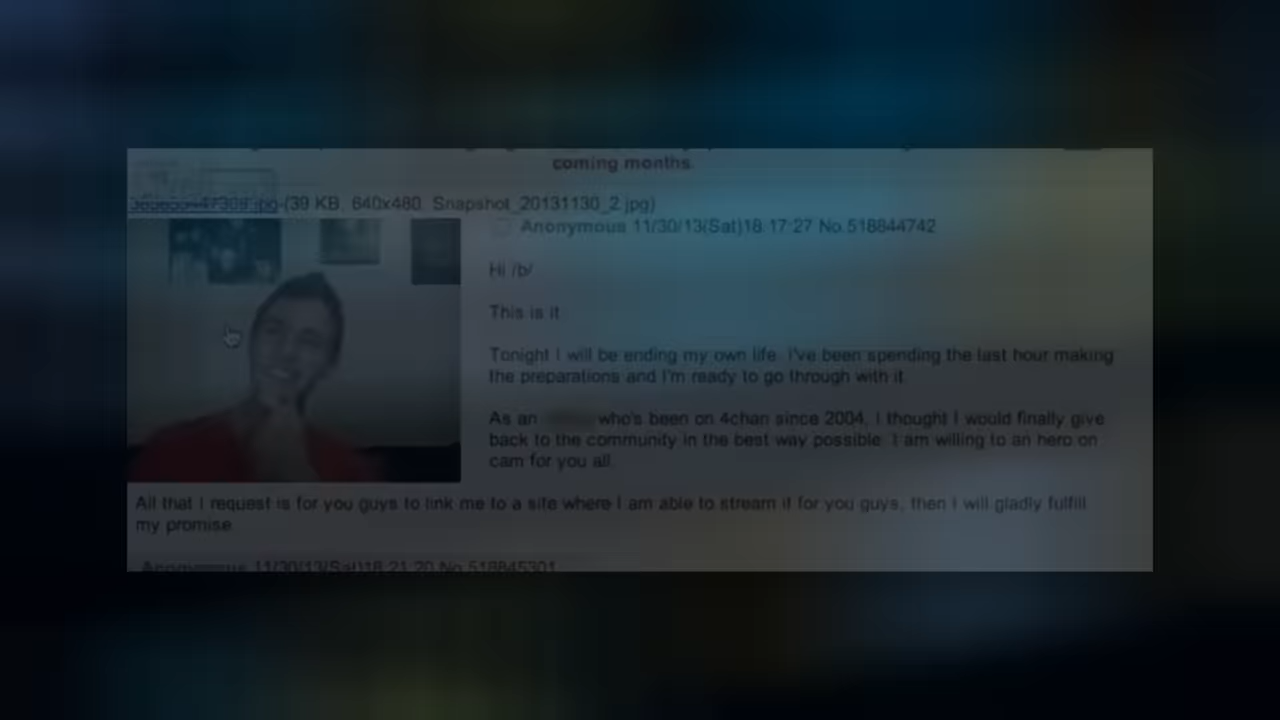 coming months.
(39 KB, 640x480, Snapshot_20131130_2.jpg)
Anonymous 11/30/13(Sat)18:17:27 No.518844742
Hi /b/
This is it.
Tonight I will be ending my own life. I've been spending the last hour making
the preparations and I'm ready to go through with it.
As an who's been on 4chan since 2004, I thought I would finally give
back to the community in the best way possible. I am willing to an hero on
cam for you all.
All that I request is for you guys to link me to a site where I am able to stream it for you guys, then I will gladly fulfill
my promise.
Anonymous 11/30/13(Sat)18:21:20 No.518845301